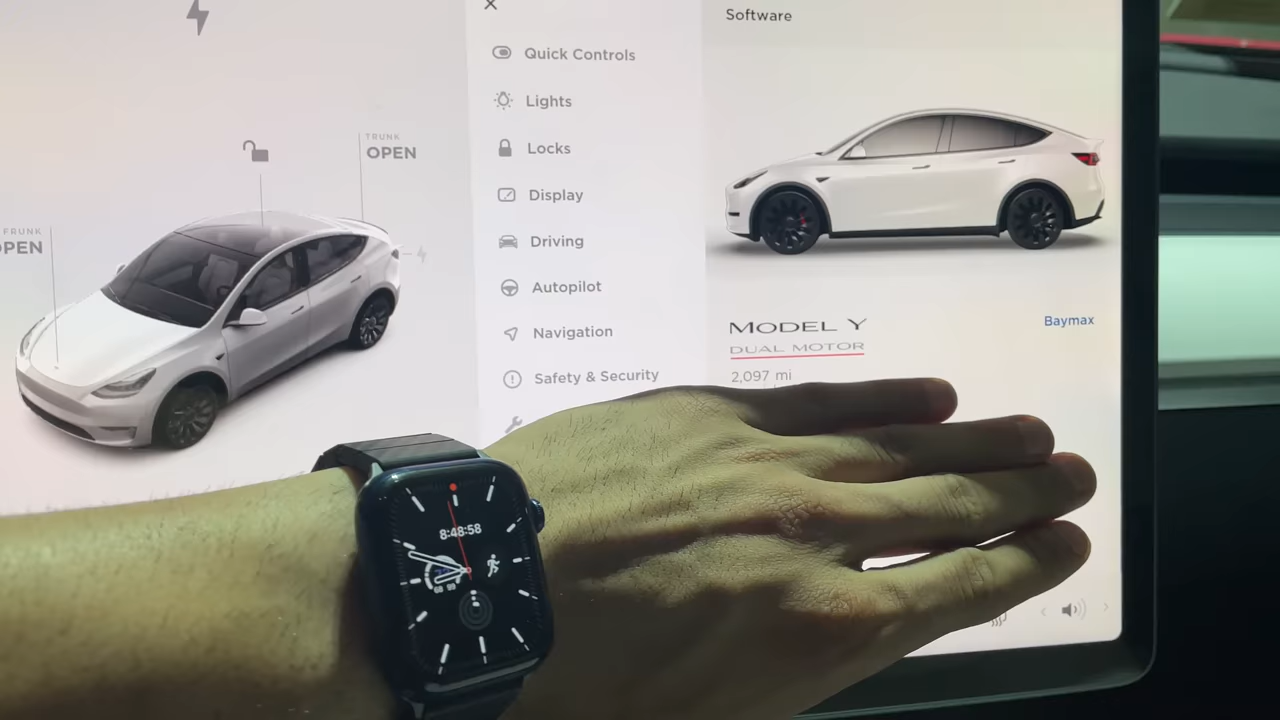 TRUNK
OPEN
FRUNK
OPEN
Quick Controls
Lights
Locks
Display
Driving
Autopilot
Navigation
Safety & Security
Software
MODEL Y
Baymax
DUAL MOTOR
2,097 mi
8:48:58